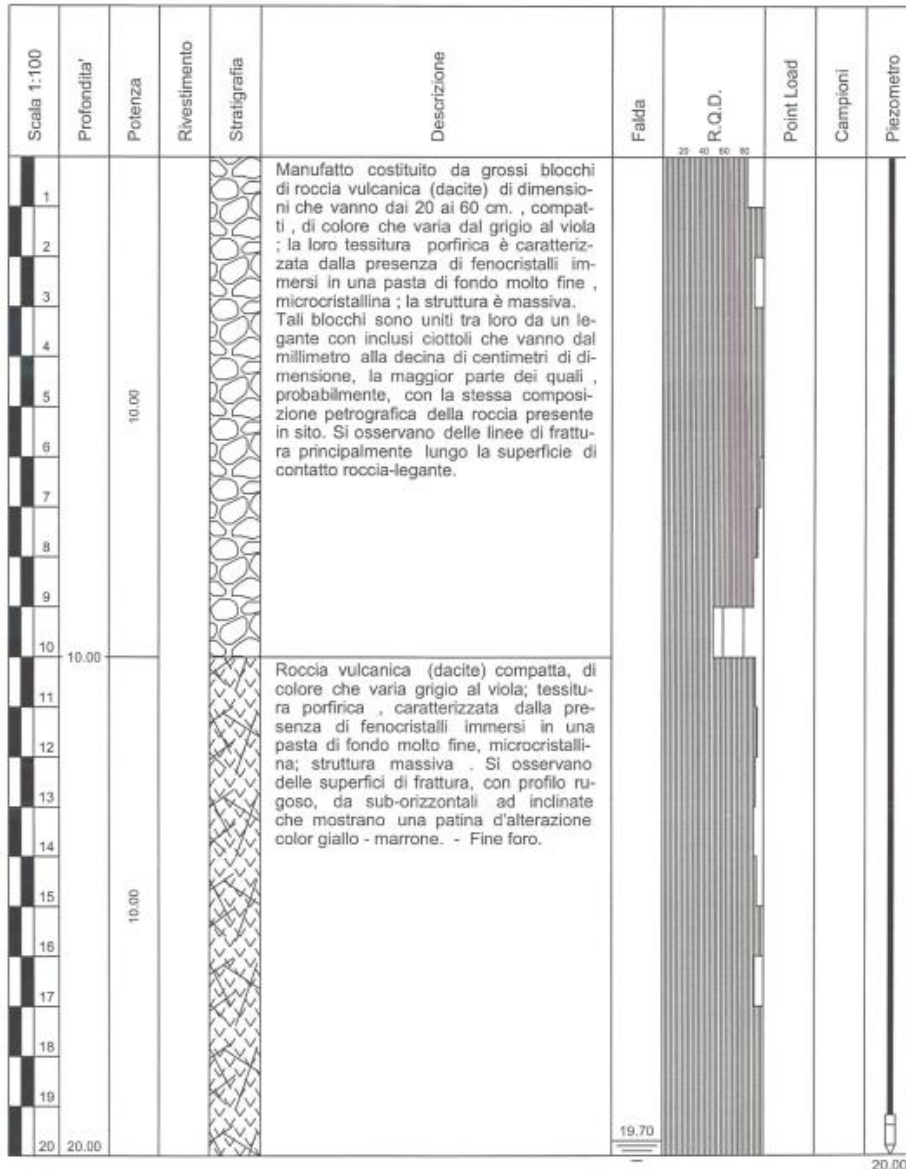 Scala 1:100
Profondita'
Potenza
Rivestimento
Stratigrafia
Descrizione
Falda
R.Q.D.
Point Load
Campioni
Piezometro
20 40 60 80
Manufatto costituito da grossi blocchi
di roccia vulcanica (dacite) di dimensio-
ni che vanno dai 20 ai 60 cm. , compat-
ti , di colore che varia dal grigio al viola
; la loro tessitura porfirica è caratteriz-
zata dalla presenza di fenocristalli im-
mersi in una pasta di fondo molto fine ,
microcristallina ; la struttura è massiva.
Tali blocchi sono uniti tra loro da un le-
gante con inclusi ciottoli che vanno dal
millimetro alla decina di centimetri di di-
mensione, la maggior parte dei quali ,
probabilmente, con la stessa composi-
zione petrografica della roccia presente
in sito. Si osservano delle linee di frattu-
ra principalmente lungo la superficie di
contatto roccia-legante.
1
2
3
4
5
6
7
8
9
10
10.00
10.00
Roccia vulcanica (dacite) compatta, di
colore che varia grigio al viola; tessitu-
ra porfirica , caratterizzata dalla pre-
senza di fenocristalli immersi in una
pasta di fondo molto fine, microcristalli-
na; struttura massiva . Si osservano
delle superfici di frattura, con profilo ru-
goso, da sub-orizzontali ad inclinate
che mostrano una patina d'alterazione
color giallo - marrone. - Fine foro.
11
12
13
14
15
16
17
18
19
20
10.00
20.00
19.70
20.00